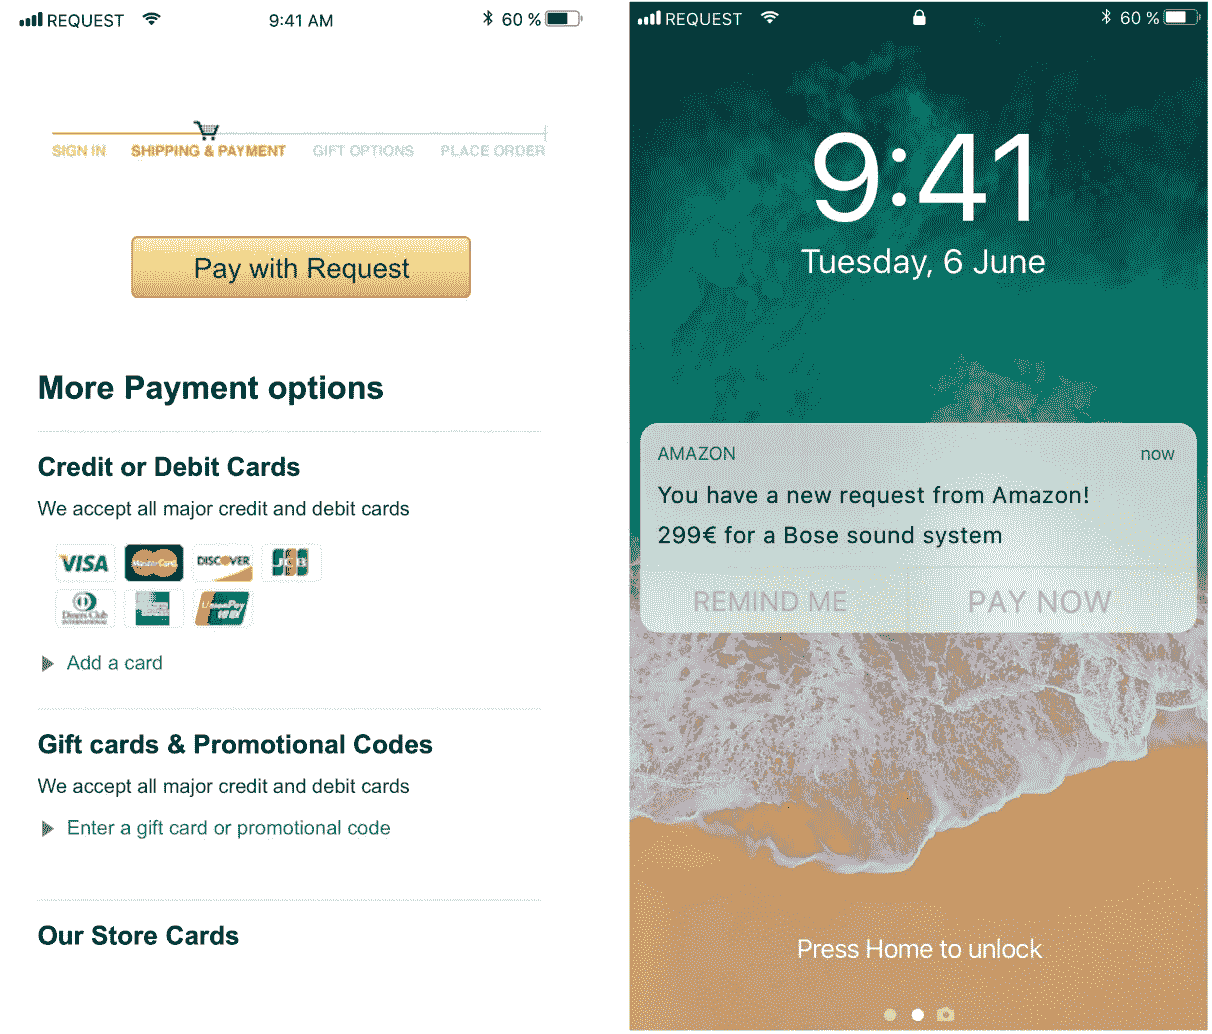 REQUEST 9:41 AM 60 %
SIGN IN SHIPPING & PAYMENT GIFT OPTIONS PLACE ORDER
Pay with Request
More Payment options
Credit or Debit Cards
We accept all major credit and debit cards
VISA MasterCard DISCOVER JCB
Diners Club INTERNATIONAL UnionPay
Add a card
Gift cards & Promotional Codes
We accept all major credit and debit cards
Enter a gift card or promotional code
Our Store Cards
REQUEST 60 %
9:41
Tuesday, 6 June
AMAZON now
You have a new request from Amazon!
299€ for a Bose sound system
REMIND ME PAY NOW
Press Home to unlock